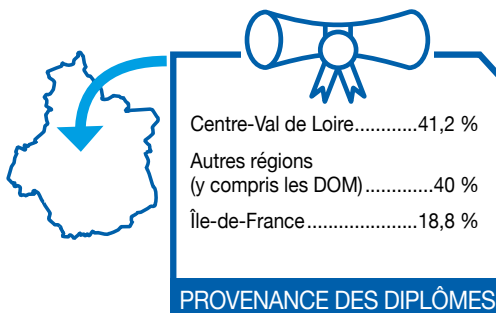 Centre-Val de Loire............41,2 %
Autres régions
(y compris les DOM)............40 %
Île-de-France.....................18,8 %
PROVENANCE DES DIPLÔMES